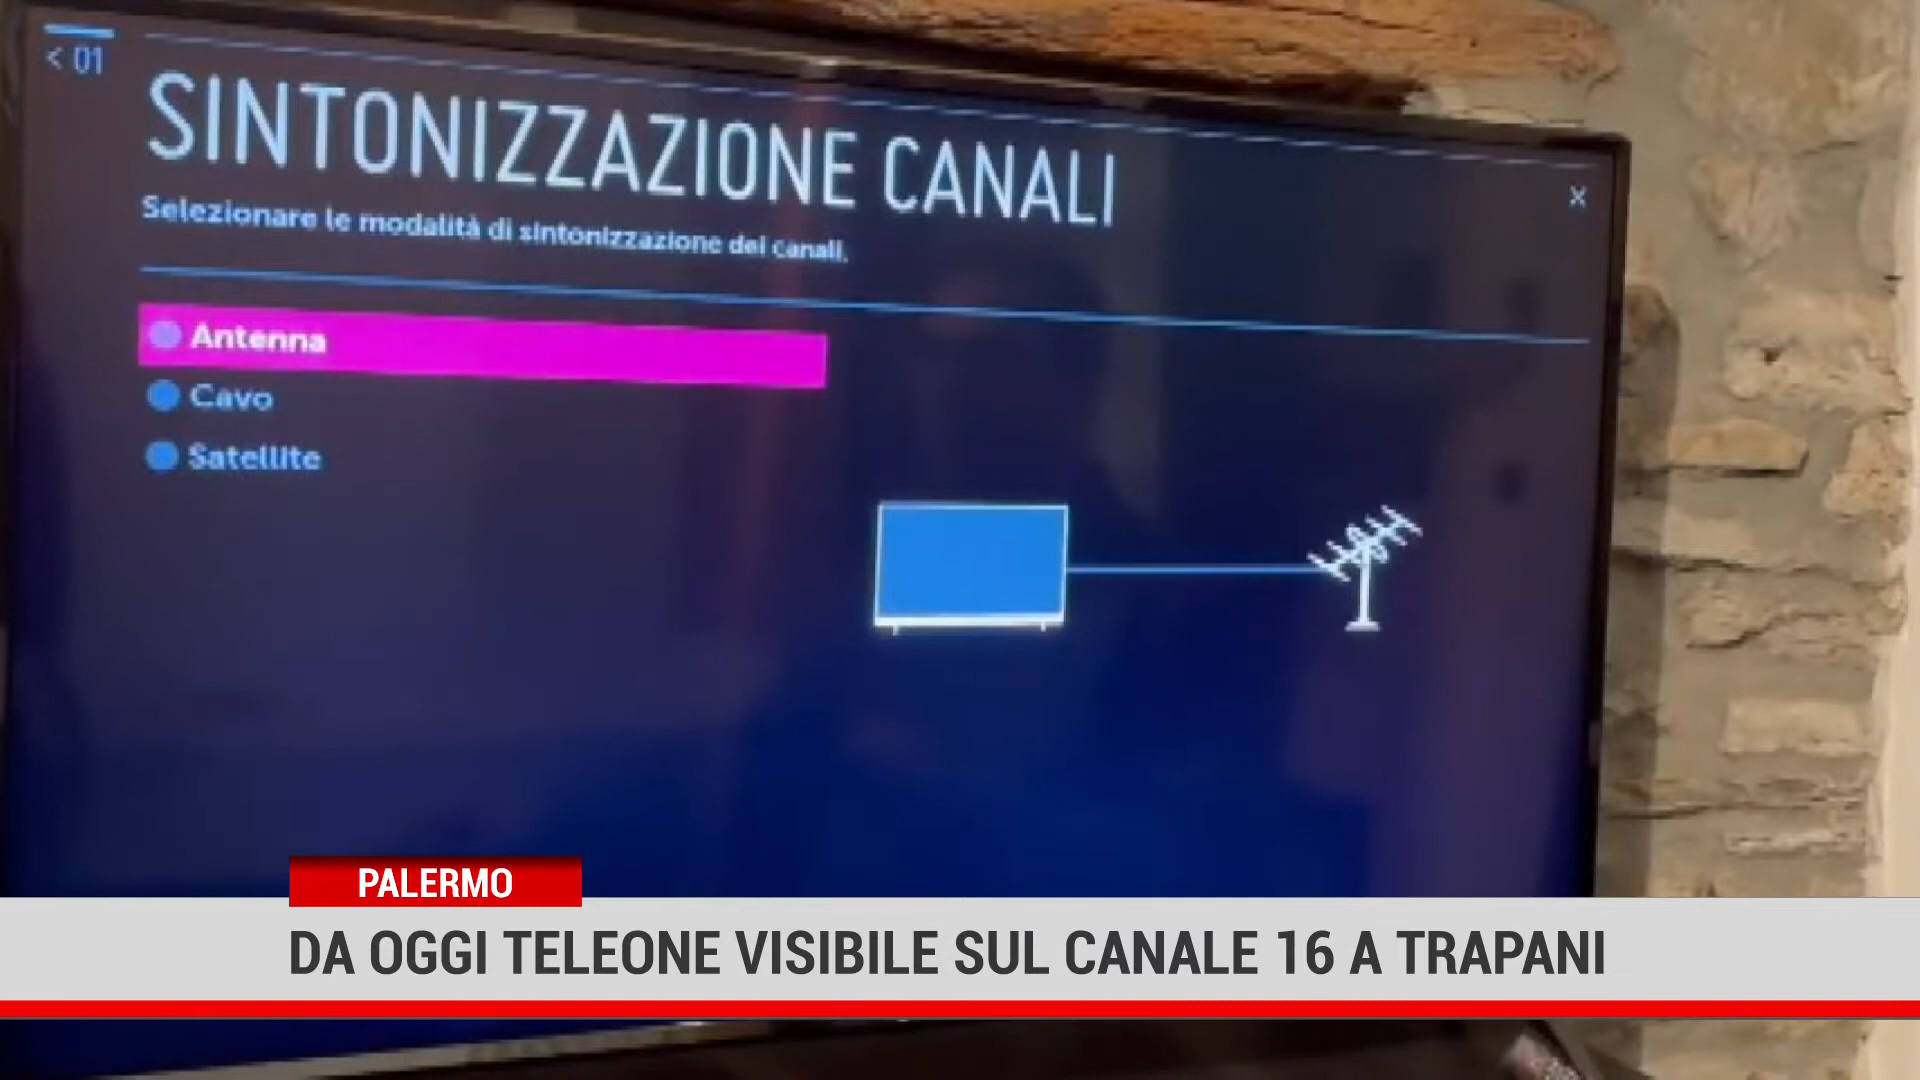 < 01
SINTONIZZAZIONE CANALI
x
Selezionare le modalità di sintonizzazione dei canali.
Antenna
Cavo
Satellite
PALERMO
DA OGGI TELEONE VISIBILE SUL CANALE 16 A TRAPANI